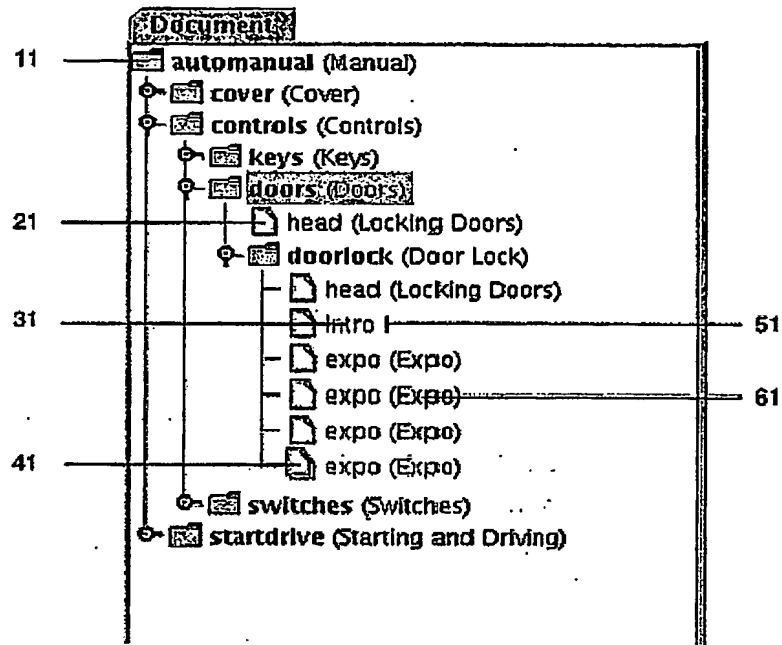 Document
11 automanual (Manual)
cover (Cover)
controls (Controls)
keys (Keys)
doors (Doors)
21 head (Locking Doors)
doorlock (Door Lock)
head (Locking Doors)
31 Intro 51
expo (Expo)
expo (Expo) 61
expo (Expo)
41 expo (Expo)
switches (Switches)
startdrive (Starting and Driving)